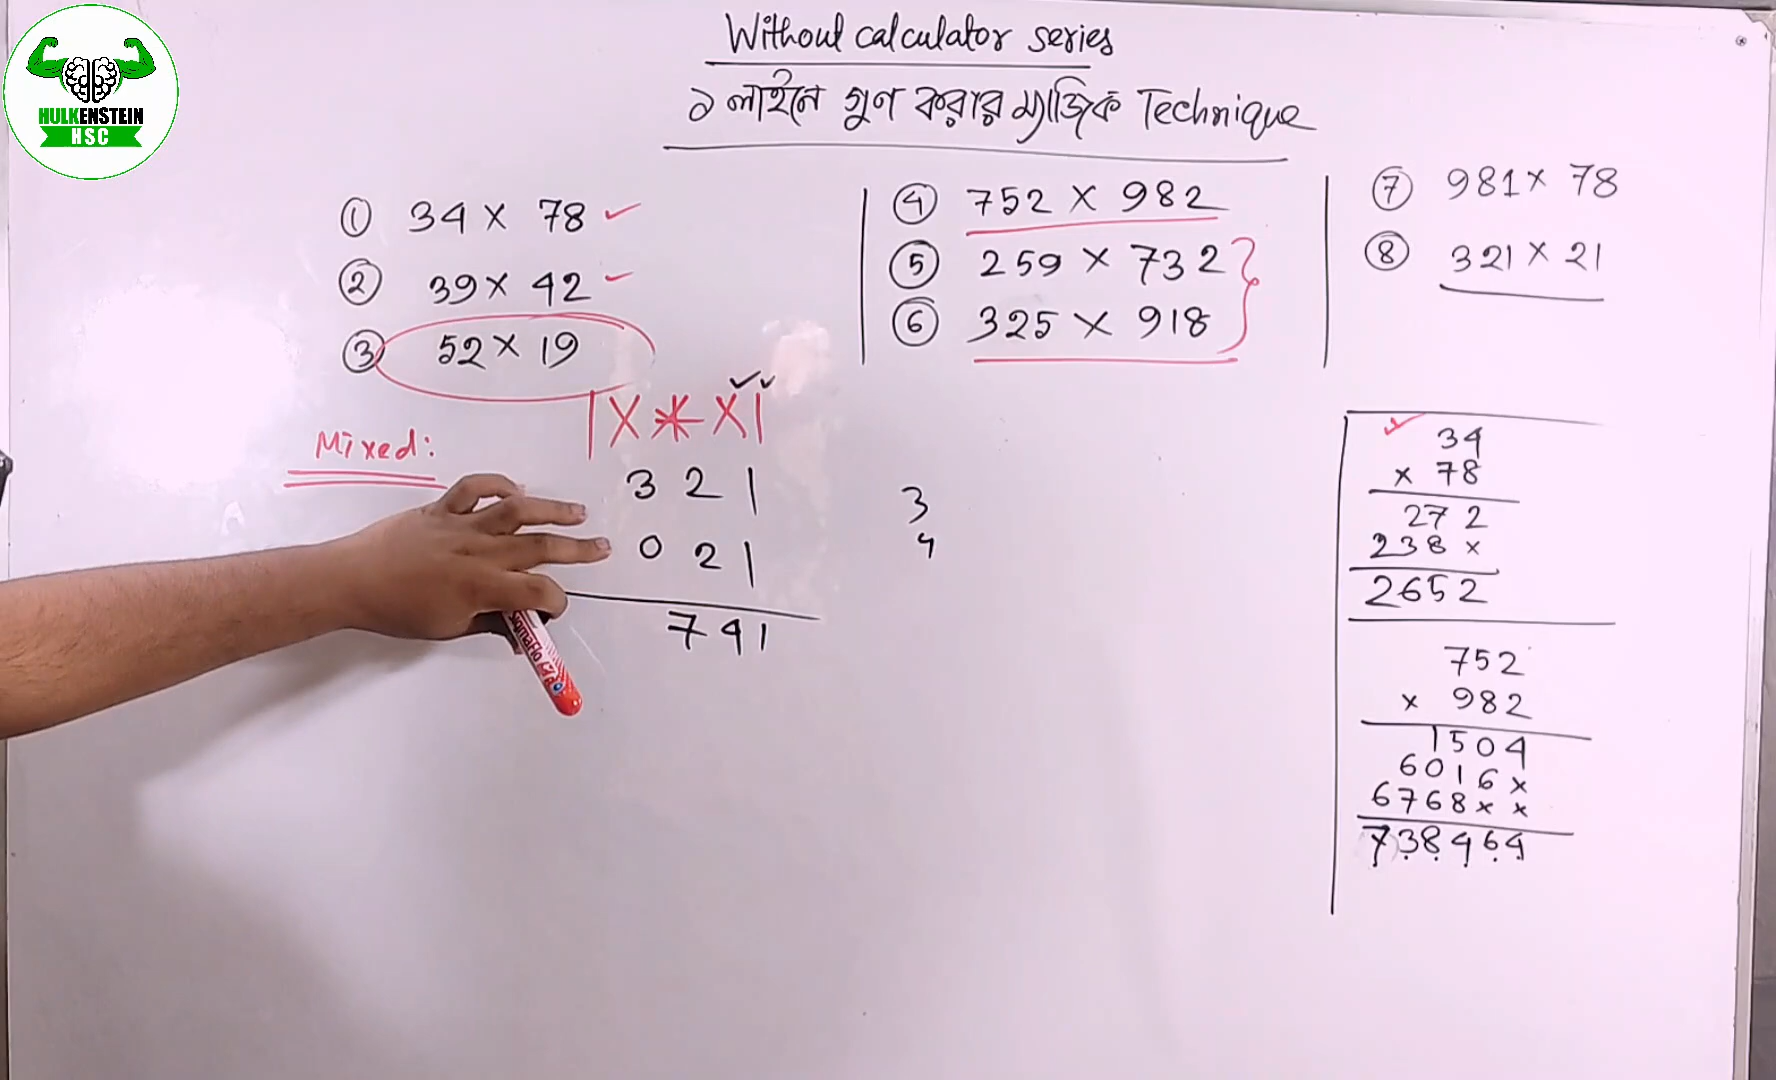 HULKENSTEIN
HSC
Without calculator series
১ লাইনে গুণ করার ম্যাজিক Technique
① 34 × 78 ✓
② 39 × 42 ✓
③ 52 × 19
④ 752 × 982
⑤ 259 × 732
⑥ 325 × 918
⑦ 981 × 78
⑧ 321 × 21
Mixed:
3 2 1
0 2 1
7 4 1
3
4
SigmaFlo
34
× 78
272
238 ×
2652
752
× 982
1504
6016 ×
6768 × ×
738464